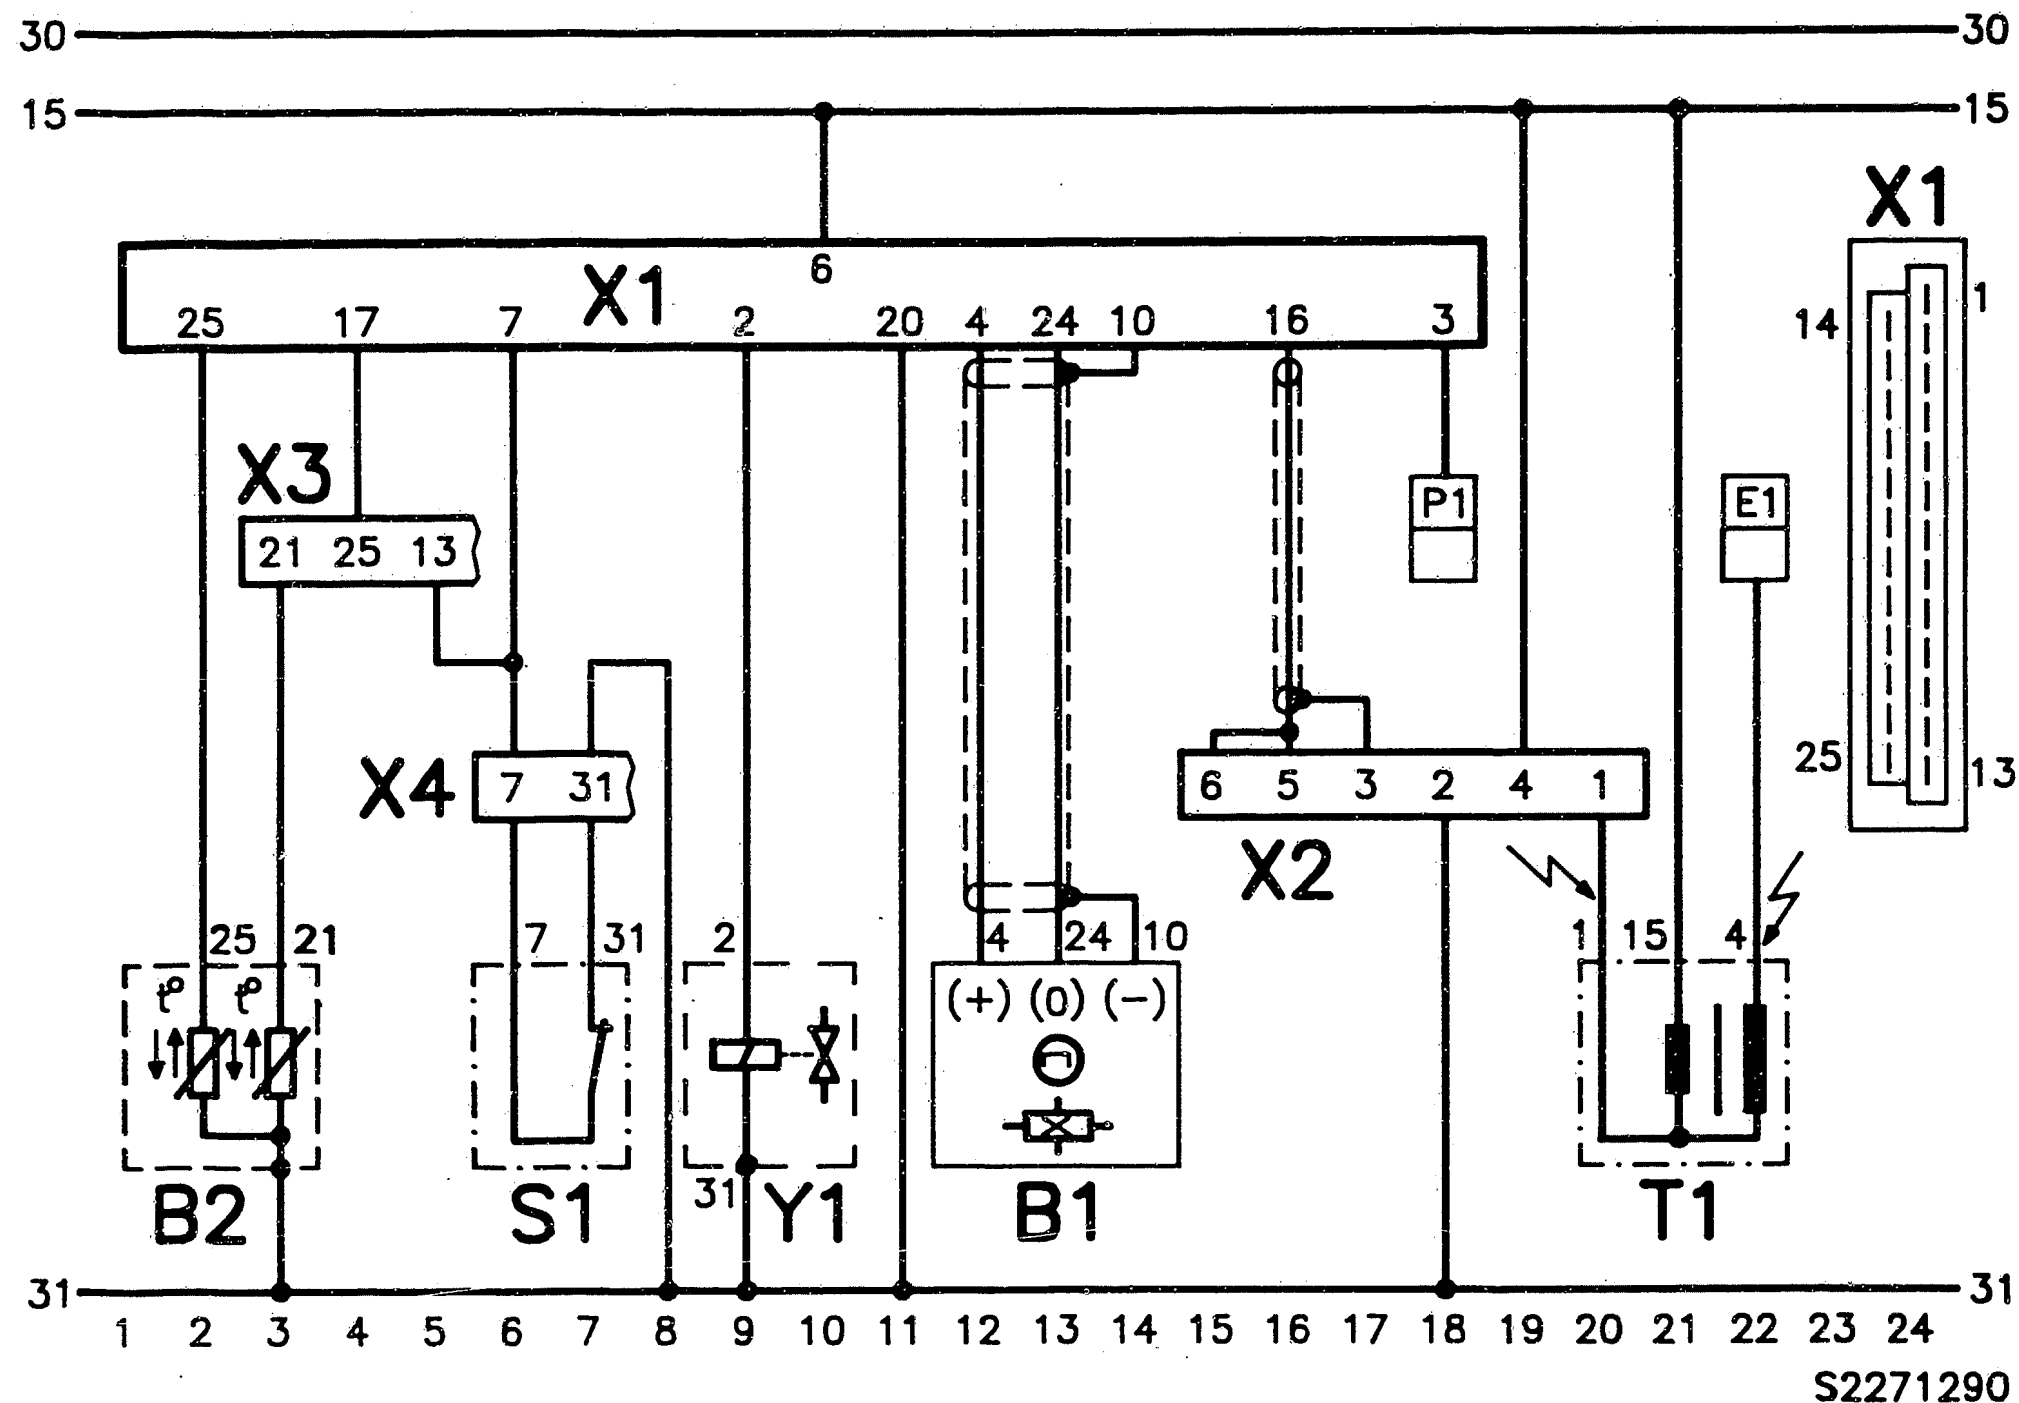 30 30
15 15
X1
6
X1
25 17 7 2 20 4 24 10 16 3
14 1
X3
P1 E1
21 25 13
25 13
X4 7 31 6 5 3 2 4 1
X2
25 21 7 31 2 4 24 10 1 15 4
t° t° (+) (0) (-)
31
B2 S1 Y1 B1 T1
31 31
1 2 3 4 5 6 7 8 9 10 11 12 13 14 15 16 17 18 19 20 21 22 23 24
S2271290